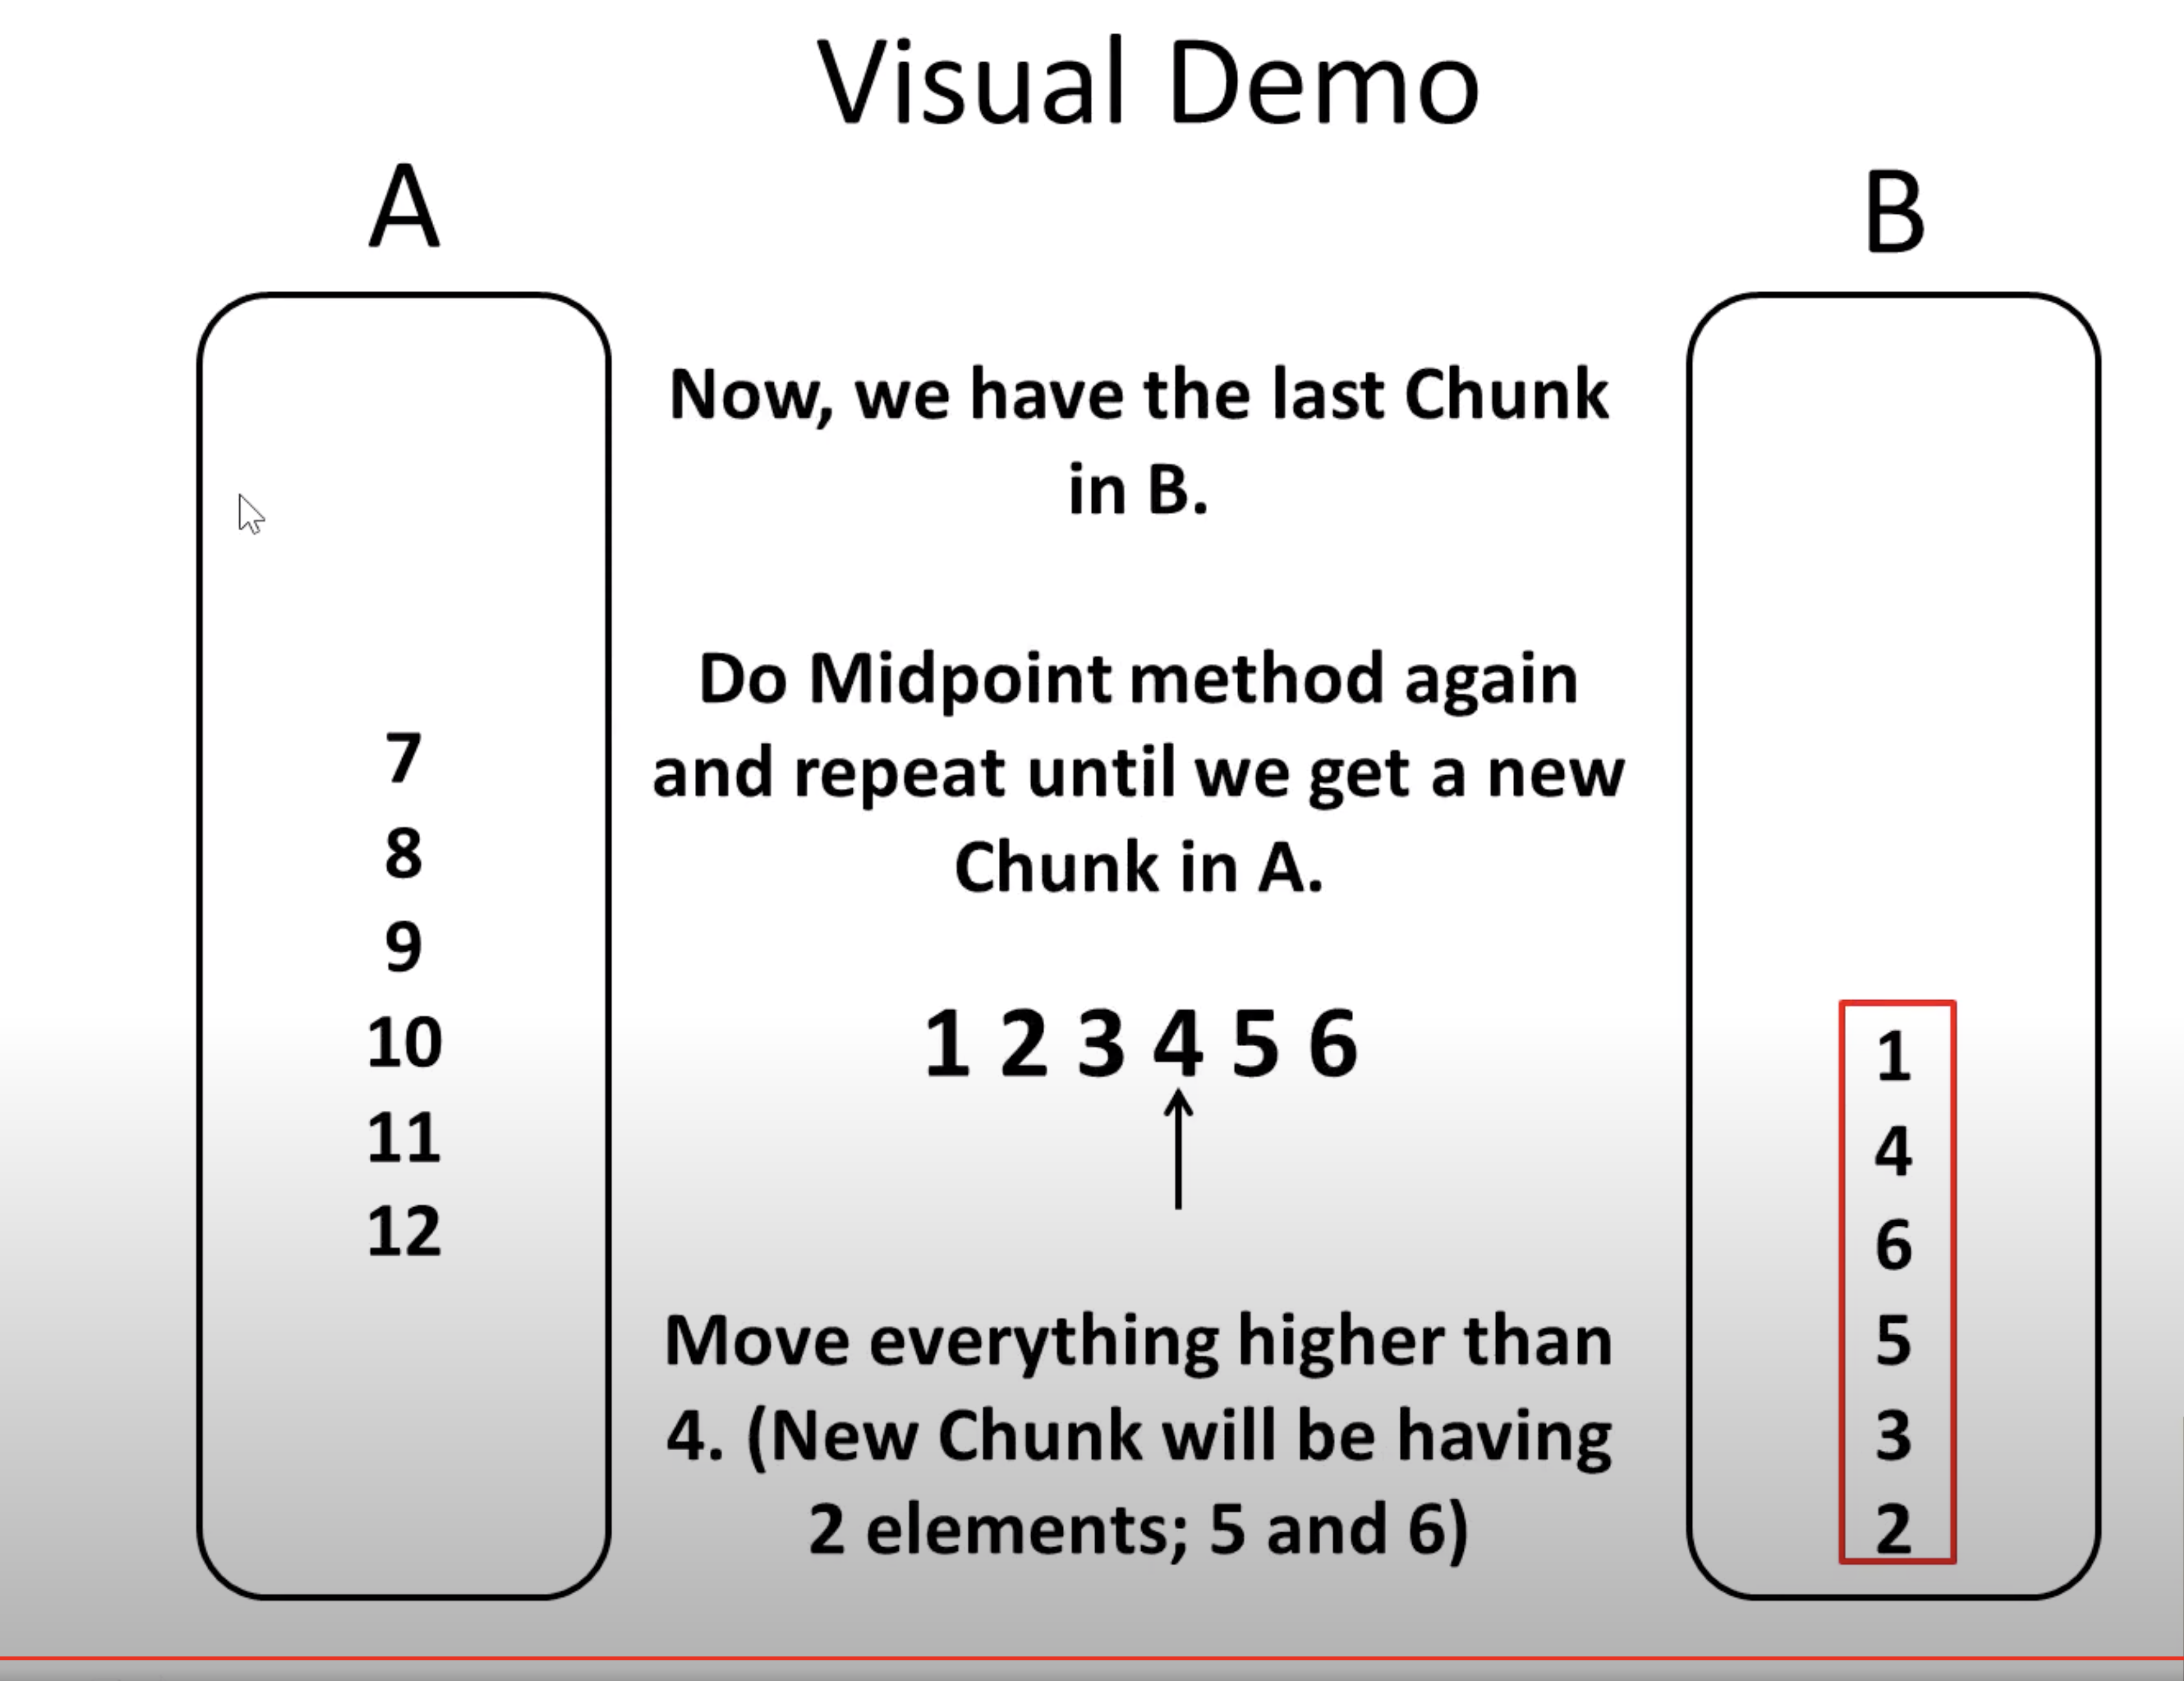 Visual Demo
A
B
Now, we have the last Chunk
in B.
Do Midpoint method again
and repeat until we get a new
Chunk in A.
1 2 3 4 5 6
Move everything higher than
4. (New Chunk will be having
2 elements; 5 and 6)
7
8
9
10
11
12
1
4
6
5
3
2